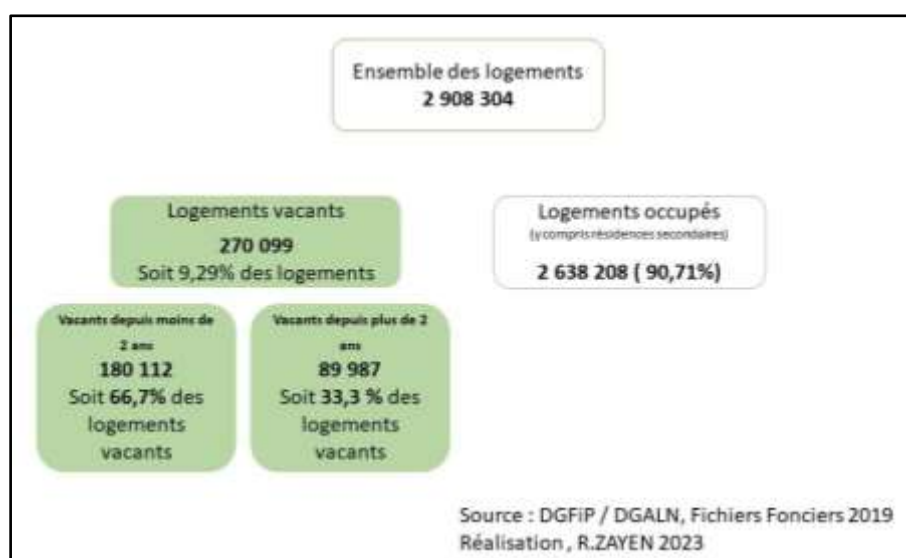 Ensemble des logements
2 908 304
Logements vacants
270 099
Soit 9,29% des logements
Logements occupés
(y compris résidences secondaires)
2 638 208 ( 90,71%)
Vacants depuis moins de
2 ans
180 112
Soit 66,7% des
logements
vacants
Vacants depuis plus de 2
ans
89 987
Soit 33,3 % des
logements
vacants
Source : DGFiP / DGALN, Fichiers Fonciers 2019
Réalisation , R.ZAYEN 2023